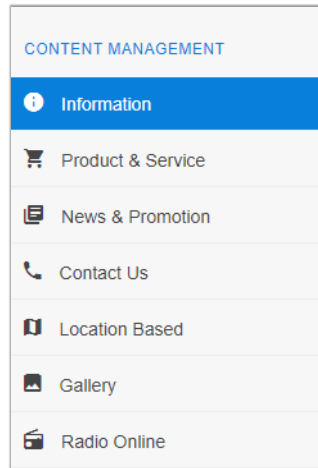 CONTENT MANAGEMENT
Information
Product & Service
News & Promotion
Contact Us
Location Based
Gallery
Radio Online